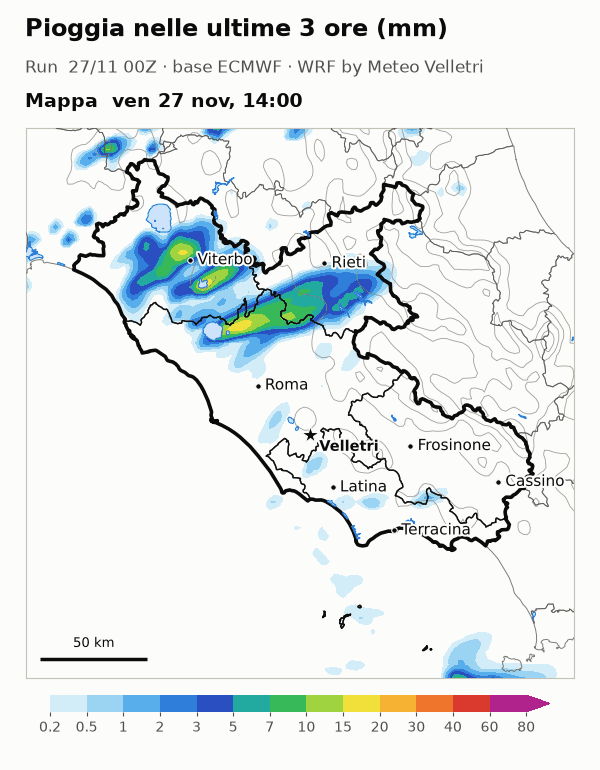 Pioggia nelle ultime 3 ore (mm)
Run  27/11 00Z · base ECMWF · WRF by Meteo Velletri
Mappa  ven 27 nov, 14:00
Viterbo
Rieti
Roma
Velletri
Frosinone
Cassino
Latina
Terracina
50 km
0.2 0.5 1 2 3 5 7 10 15 20 30 40 60 80